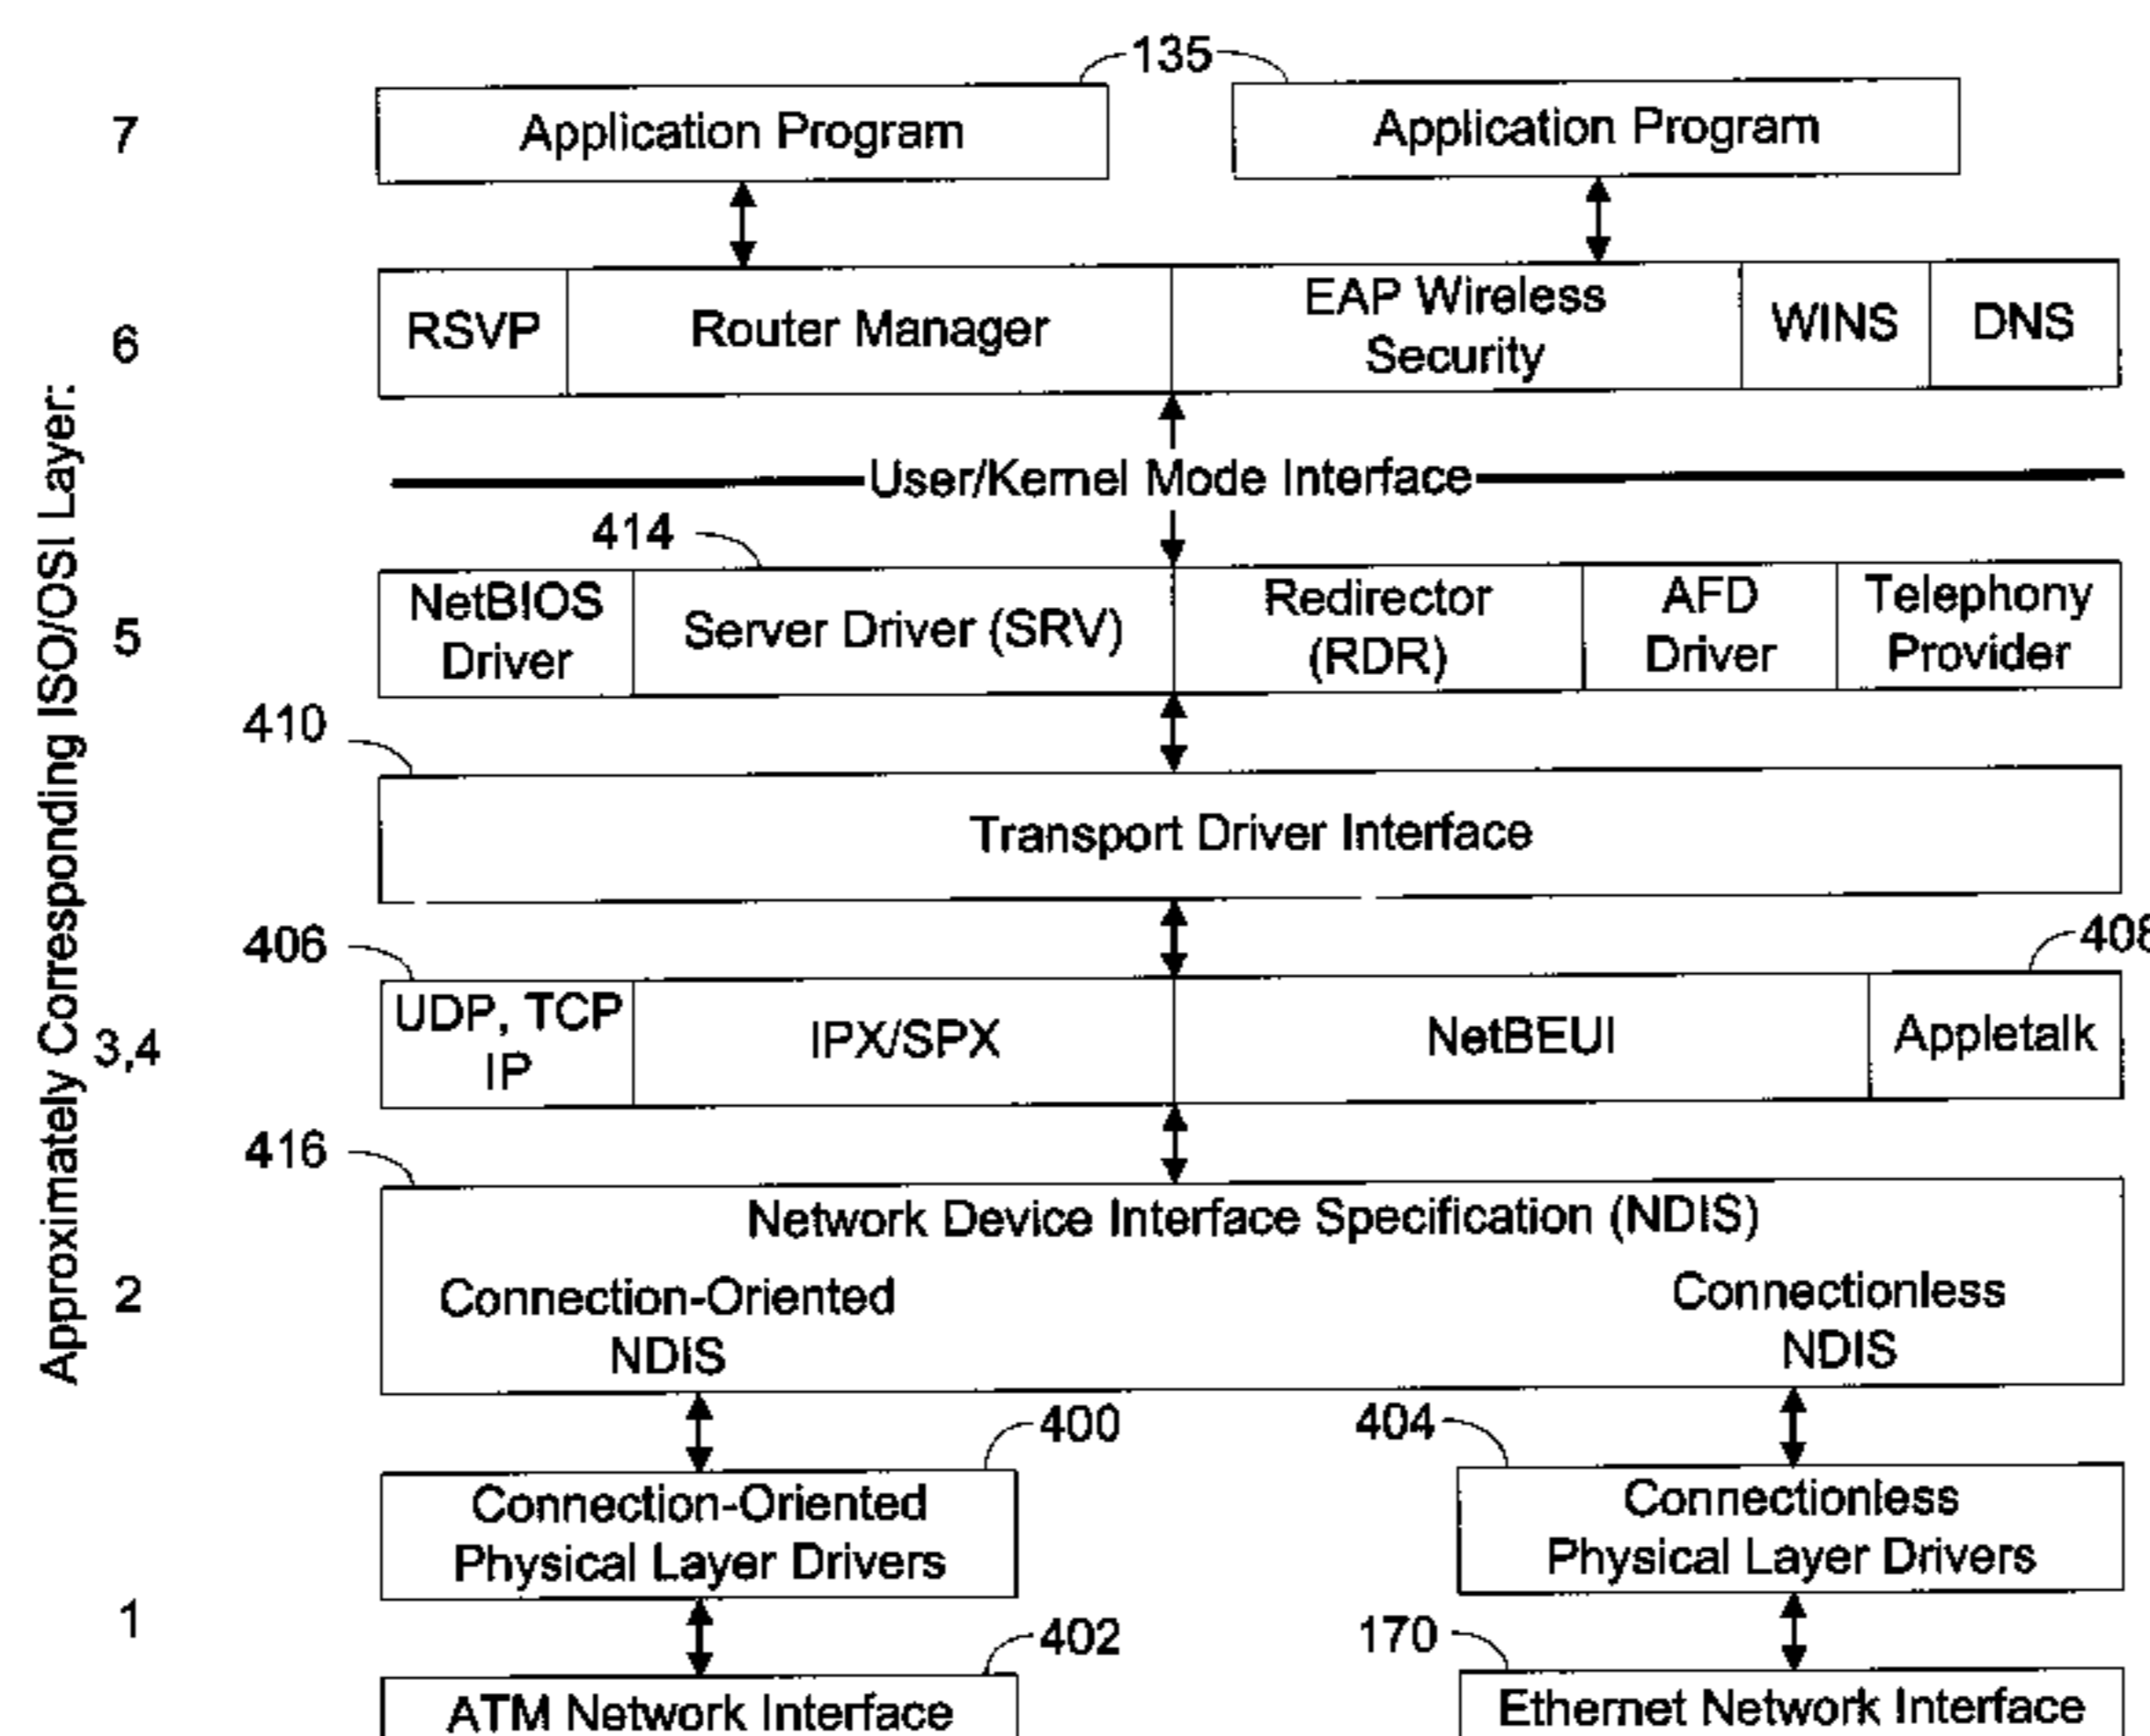 135
7
Application Program
Application Program
6
RSVP
Router Manager
EAP Wireless
Security
WINS
DNS
User/Kernel Mode Interface
414
5
NetBIOS
Driver
Server Driver (SRV)
Redirector
(RDR)
AFD
Driver
Telephony
Provider
410
Transport Driver Interface
406
408
3,4
UDP, TCP
IP
IPX/SPX
NetBEUI
Appletalk
416
Network Device Interface Specification (NDIS)
2
Connection-Oriented
NDIS
Connectionless
NDIS
400
404
Connection-Oriented
Physical Layer Drivers
Connectionless
Physical Layer Drivers
1
402
170
ATM Network Interface
Ethernet Network Interface
Approximately Corresponding ISO/OSI Layer: